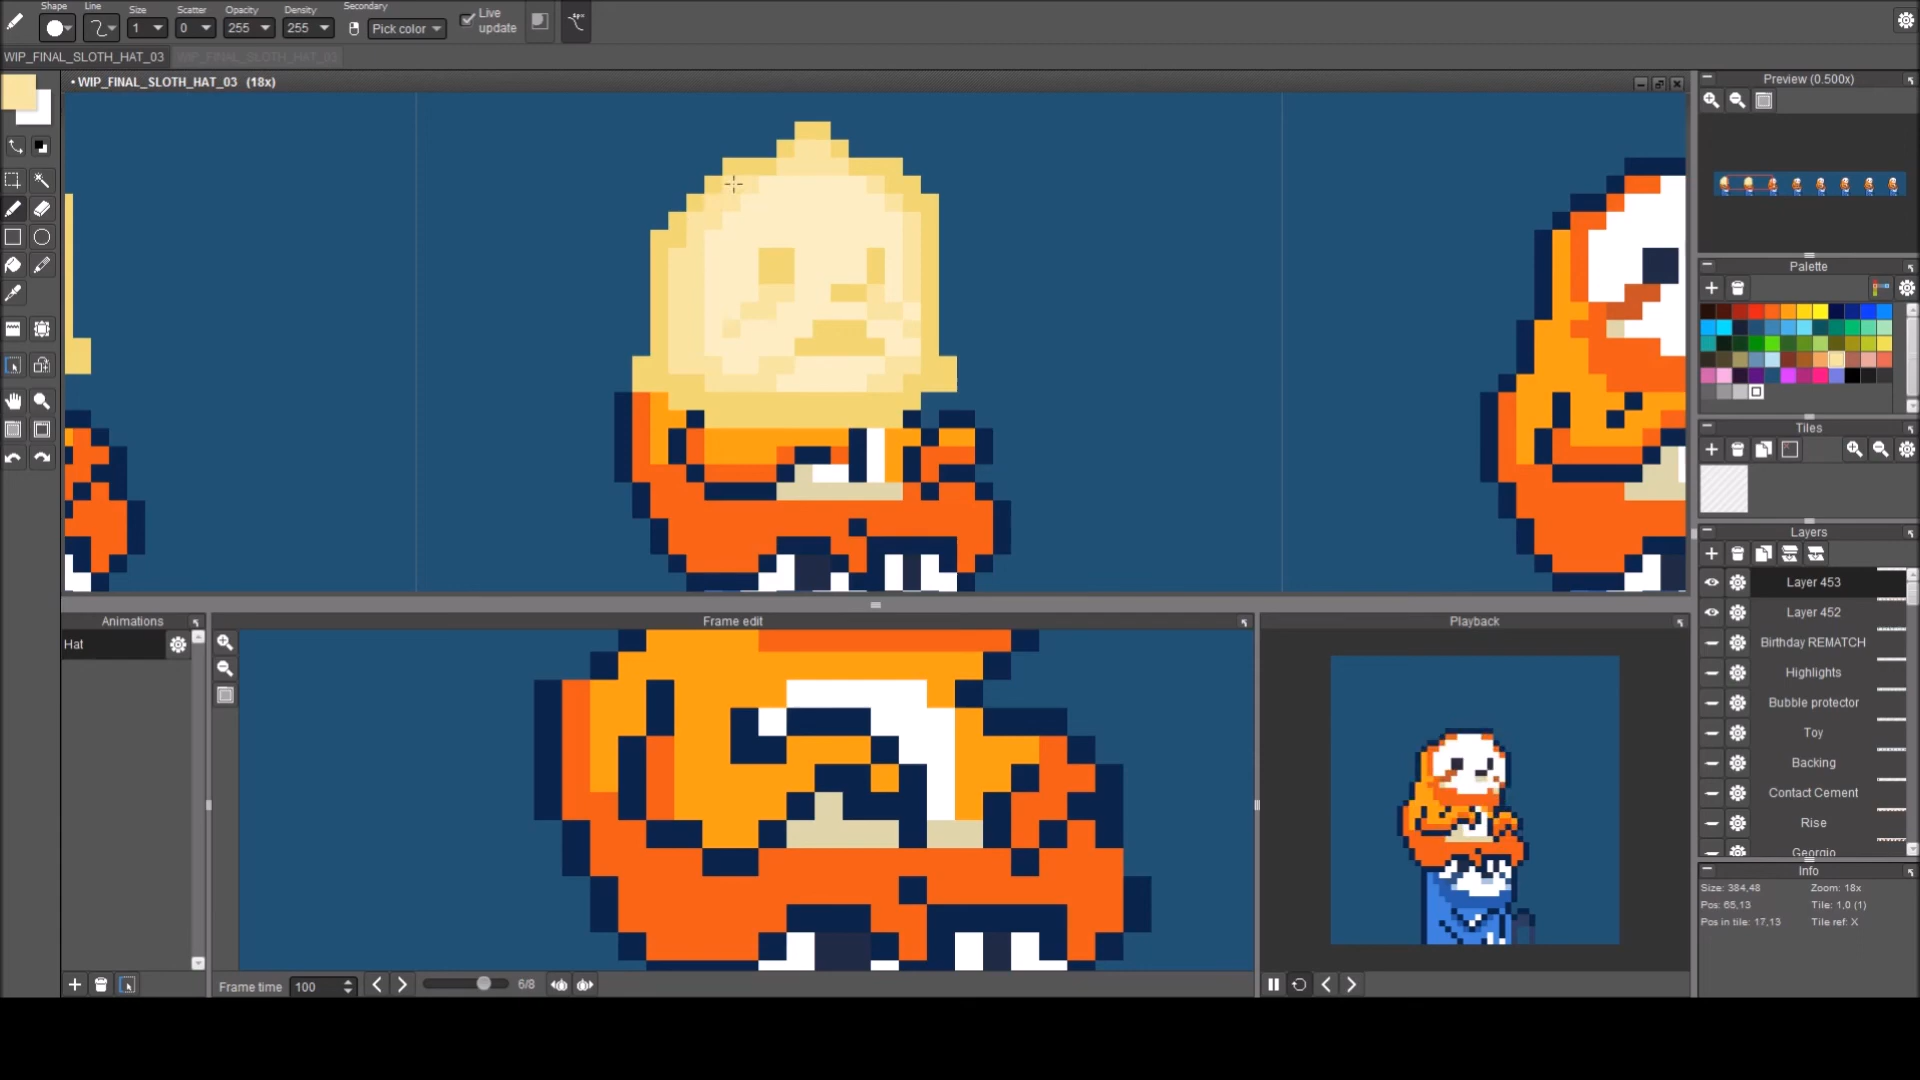 Shape Line Size Scatter Opacity Density Secondary
1 0 255 255 Pick color Live update
WIP_FINAL_SLOTH_HAT_03 WIP_FINAL_SLOTH_HAT_03
• WIP_FINAL_SLOTH_HAT_03 (18x)
Preview (0.500x)
Palette
Tiles
Layers
Layer 453
Layer 452
Birthday REMATCH
Highlights
Bubble protector
Toy
Backing
Contact Cement
Rise
Georgio
Info
Size: 384,48 Zoom: 18x
Pos: 65,13 Tile: 1,0 (1)
Pos in tile: 17,13 Tile ref: X
Animations
Hat
Frame edit
Frame time 100 6/8
Playback